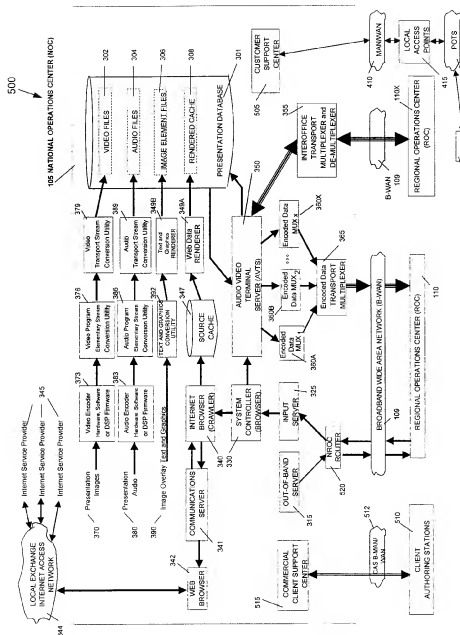 500
105 NATIONAL OPERATIONS CENTER (NOC)
302
304
306
308
301
VIDEO FILES
AUDIO FILES
IMAGE ELEMENT FILES
RENDERED CACHE
PRESENTATION DATABASE
379
Video
Transport Stream
Conversion Utility
389
Audio
Transport Stream
Conversion Utility
349B
Text and
Graphics
RENDERER
349A
Web Data
RENDERER
376
Video Program
Elementary Stream
Conversion Utility
386
Audio Program
Elementary Stream
Conversion Utility
392
TEXT AND GRAPHICS
CONVERSION
UTILITY
347
SOURCE
CACHE
373
Video Encoder
Hardware, Software
or DSP Firmware
383
Audio Encoder
Hardware, Software
or DSP Firmware
Presentation
Images
370
Presentation
Audio
380
Image Overlay Text and Graphics
390
Internet Service Provider
Internet Service Provider
Internet Service Provider
345
LOCAL EXCHANGE
INTERNET ACCESS
NETWORK
344
342
WEB
BROWSER
COMMUNICATIONS
SERVER
341
INTERNET
BROWSER
(CRAWLER)
340
SYSTEM
CONTROLLER
(BROWSER)
330
INPUT
SERVER
325
OUT-OF-BAND
SERVER
315
NROC
ROUTER
520
350
AUDIO VIDEO
TERMINAL
SERVER (AVTS)
Encoded
Data
MUX 1
360A
Encoded
Data MUX 2
360B
...
Encoded Data
MUX x
360X
Encoded Data
TRANSPORT
MULTIPLEXER
365
BROADBAND WIDE AREA NETWORK (B-WAN)
109
REGIONAL OPERATIONS CENTER (ROC)
110
COMMERCIAL
CLIENT SUPPORT
CENTER
515
512
CAS B-MAN/
WAN
510
CLIENT
AUTHORING STATIONS
CUSTOMER
SUPPORT
CENTER
505
355
INTEROFFICE
TRANSPORT
MULTIPLEXER and
DE-MULTIPLEXER
MAN/WAN
410
LOCAL
ACCESS
POINTS
415
POTS
B-WAN
109
110X
REGIONAL OPERATIONS
CENTER (ROC)